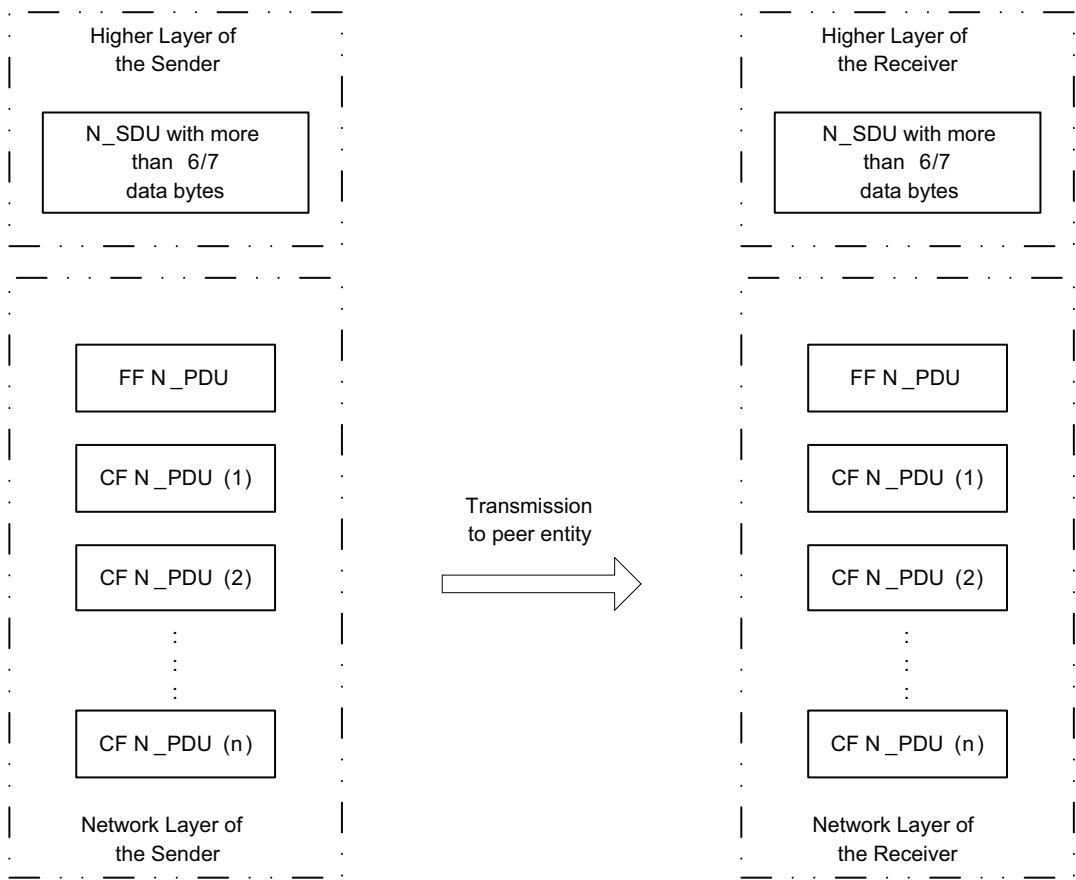 Higher Layer of
the Sender
N_SDU with more
than 6/7
data bytes
FF N_PDU
CF N_PDU (1)
CF N_PDU (2)
:
:
:
CF N_PDU (n)
Network Layer of
the Sender
Transmission
to peer entity
Higher Layer of
the Receiver
N_SDU with more
than 6/7
data bytes
FF N_PDU
CF N_PDU (1)
CF N_PDU (2)
:
:
:
CF N_PDU (n)
Network Layer of
the Receiver